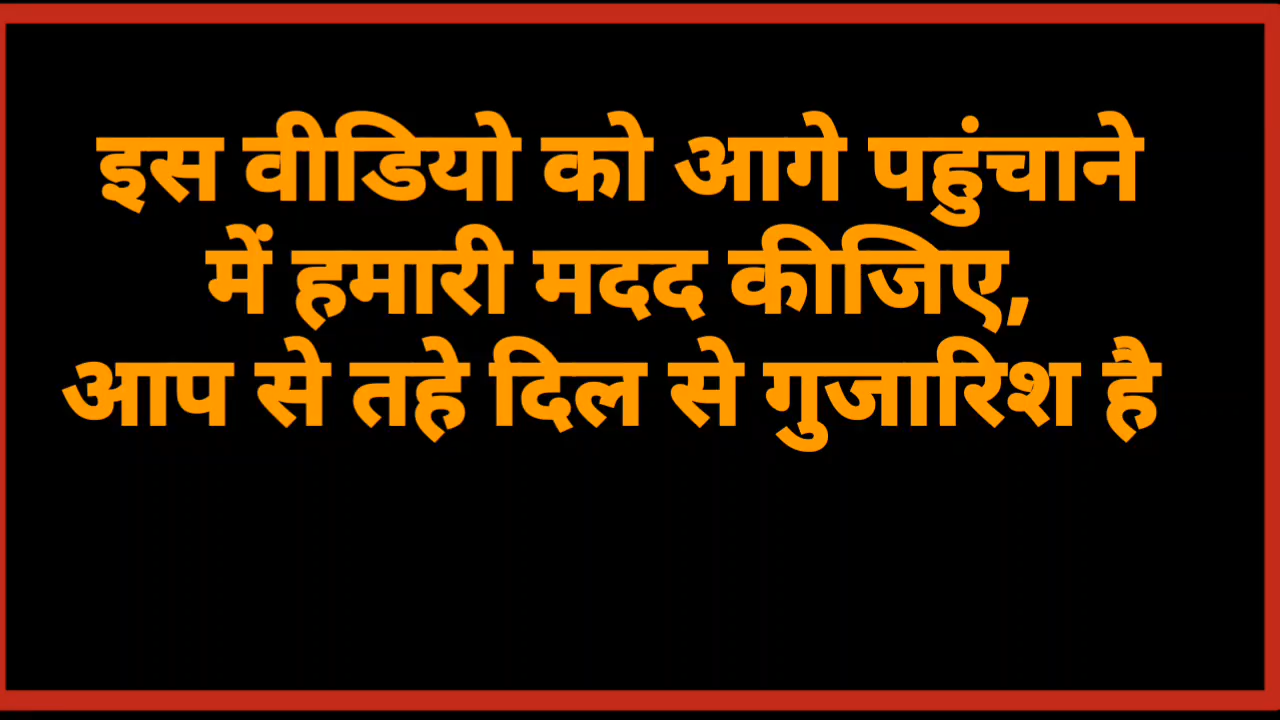 इस वीडियो को आगे पहुंचाने
में हमारी मदद कीजिए,
आप से तहे दिल से गुजारिश है